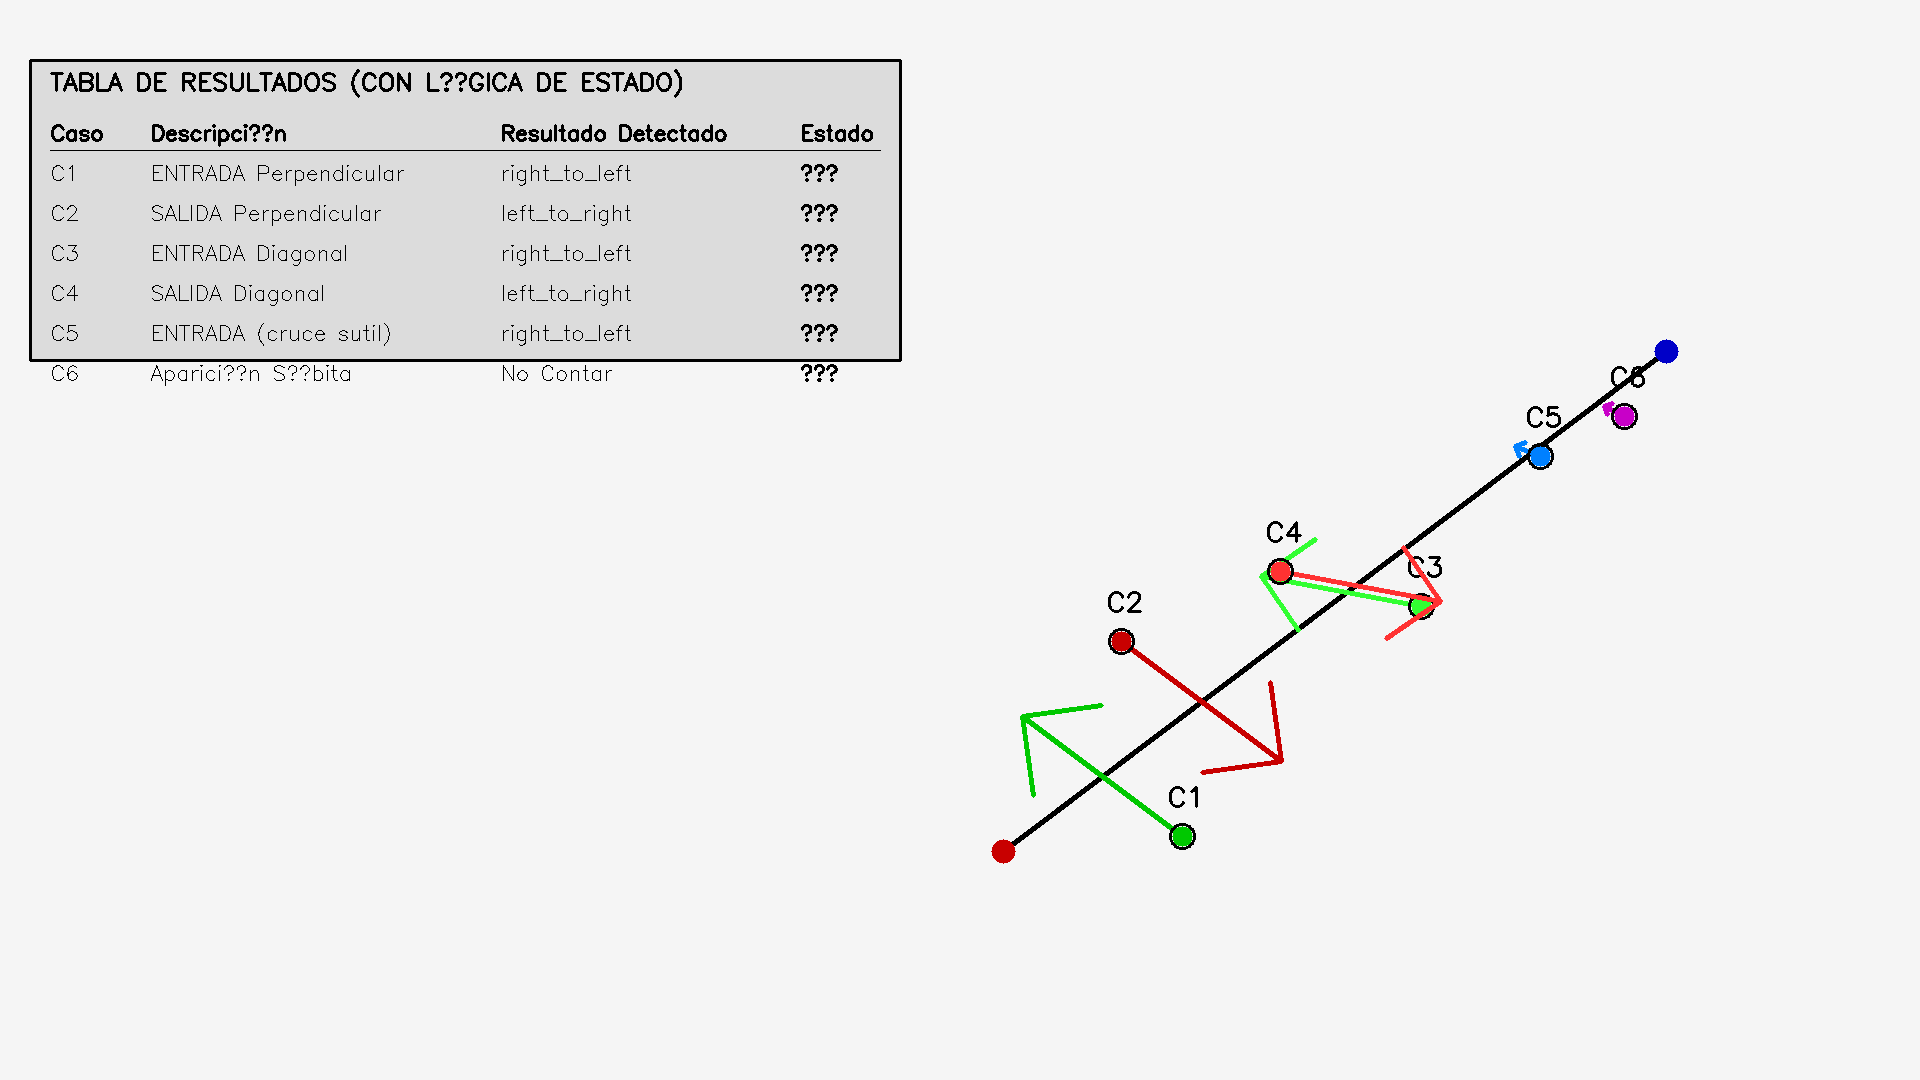 TABLA DE RESULTADOS (CON L??GICA DE ESTADO)
Caso Descripci??n Resultado Detectado Estado
C1 ENTRADA Perpendicular right_to_left ???
C2 SALIDA Perpendicular left_to_right ???
C3 ENTRADA Diagonal right_to_left ???
C4 SALIDA Diagonal left_to_right ???
C5 ENTRADA (cruce sutil) right_to_left ???
C6 Aparici??n S??bita No Contar ???
C6
C5
C4
C3
C2
C1